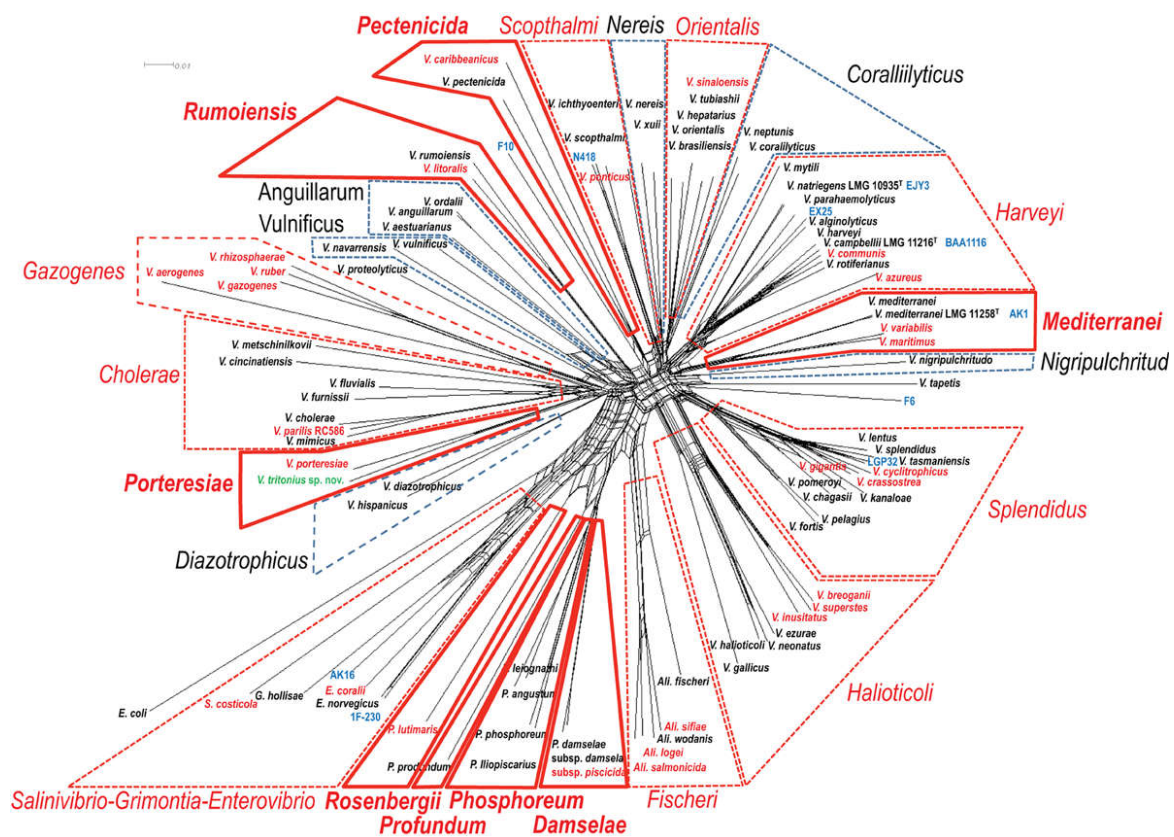 Pectenicida
Scopthalmi
Nereis
Orientalis
Coralliilyticus
0.01
V. caribbeanicus
V. pectenicida
Rumoiensis
F10
V. rumoiensis
V. litoralis
V. ichthyoenteri
V. scopthalmi
N418
V. ponticus
V. nereis
V. xuii
V. sinaloensis
V. tubiashii
V. hepatarius
V. orientalis
V. brasiliensis
V. neptunis
V. coralilyticus
V. mytili
V. natriegens LMG 10935ᵀ EJY3
V. parahaemolyticus
EX25
V. alginolyticus
V. harveyi
V. campbellii LMG 11216ᵀ BAA1116
V. communis
V. rotiferianus
V. azureus
Harveyi
Anguillarum
Vulnificus
V. ordalii
V. anguillarum
V. aestuarianus
V. vulnificus
V. navarrensis
V. proteolyticus
Gazogenes
V. rhizosphaerae
V. aerogenes
V. ruber
V. gazogenes
V. mediterranei
V. mediterranei LMG 11258ᵀ AK1
V. variabilis
V. maritimus
Mediterranei
V. nigripulchritudo
Nigripulchritud
V. tapetis
F6
Cholerae
V. metschinilkovii
V. cincinatiensis
V. fluvialis
V. furnissii
V. cholerae
V. parilis RC586
V. mimicus
Porteresiae
V. porteresiae
V. tritonius sp. nov.
V. diazotrophicus
V. hispanicus
Diazotrophicus
V. lentus
V. splendidus
LGP32 V. tasmaniensis
V. gigantis
V. cyclitrophicus
V. pomeroyi
V. crassostrea
V. chagasii
V. kanaloae
V. pelagius
V. fortis
Splendidus
V. breoganii
V. superstes
V. inusitatus
V. ezurae
V. halioticoli
V. neonatus
V. gallicus
Halioticoli
E. coli
S. costicola
G. hollisae
AK16
E. coralii
E. norvegicus
1F-230
P. lutimaris
P. profundum
P. leiognathi
P. angustum
P. phosphoreum
P. Iliopiscarius
P. damselae
subsp. damsela
subsp. piscicida
Ali. fischeri
Ali. sifiae
Ali. wodanis
Ali. logei
Ali. salmonicida
Salinivibrio-Grimontia-Enterovibrio
Rosenbergii
Profundum
Phosphoreum
Damselae
Fischeri